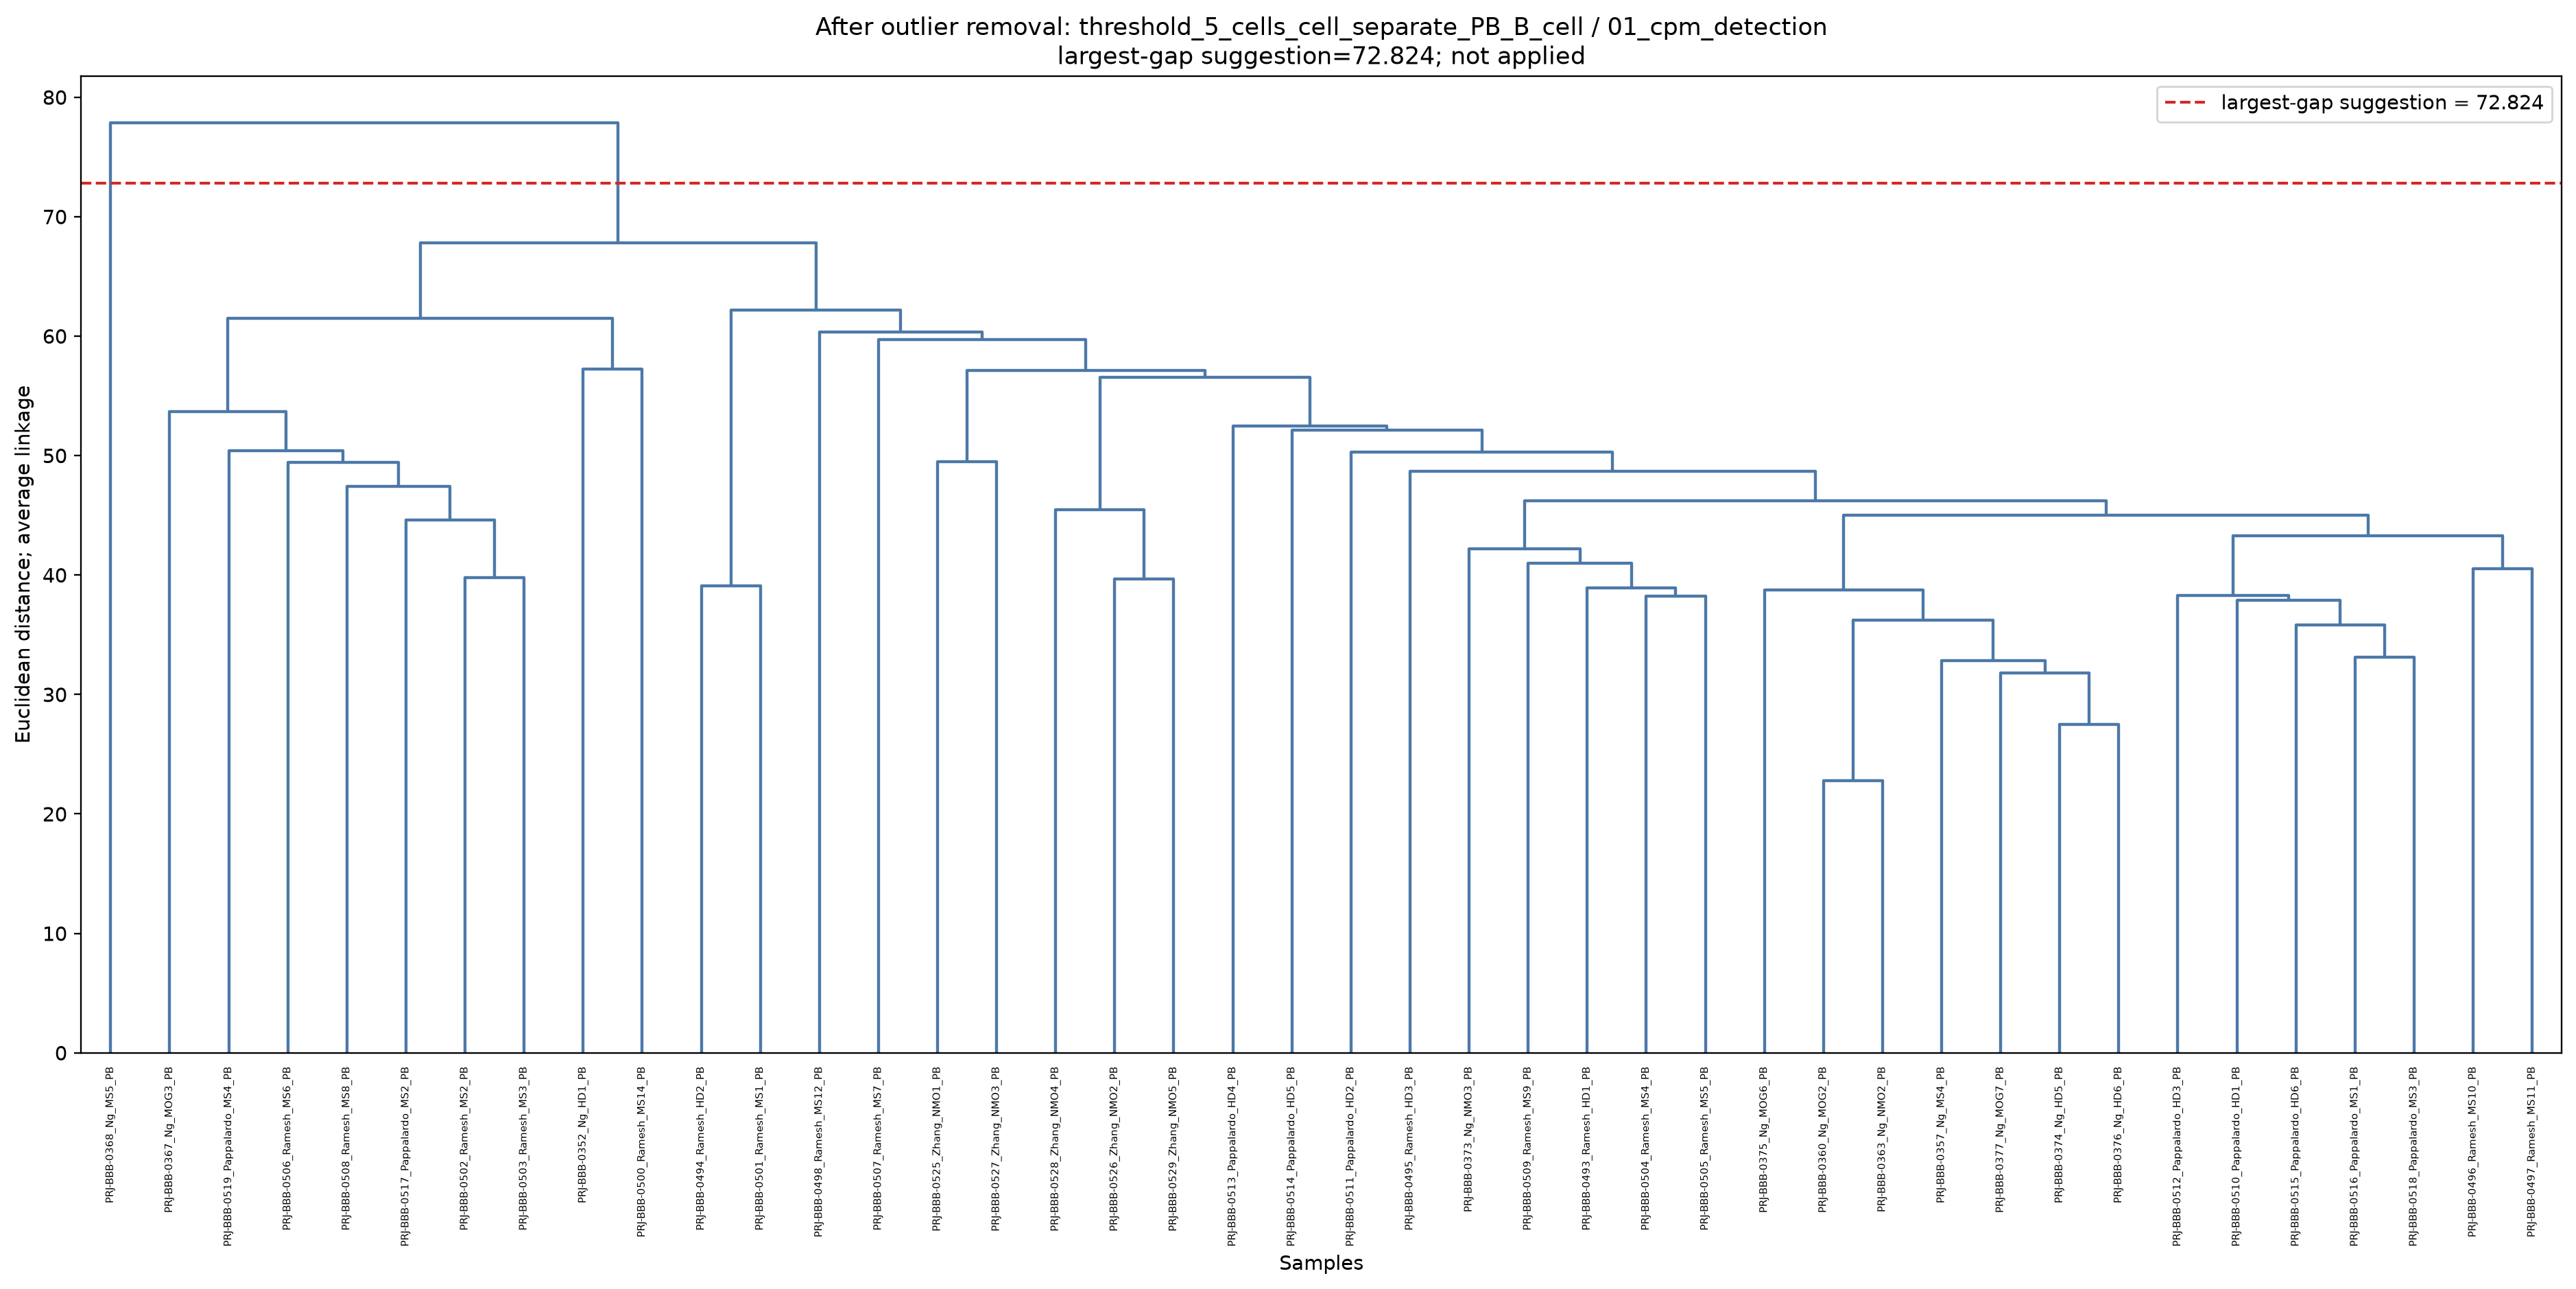 After outlier removal: threshold_5_cells_cell_separate_PB_B_cell / 01_cpm_detection
largest-gap suggestion=72.824; not applied
largest-gap suggestion = 72.824
Euclidean distance; average linkage
80
70
60
50
40
30
20
10
0
PRJ-BBB-0368_Ng_MS5_PB
PRJ-BBB-0367_Ng_MOG3_PB
PRJ-BBB-0519_Pappalardo_MS4_PB
PRJ-BBB-0506_Ramesh_MS6_PB
PRJ-BBB-0508_Ramesh_MS8_PB
PRJ-BBB-0517_Pappalardo_MS2_PB
PRJ-BBB-0502_Ramesh_MS2_PB
PRJ-BBB-0503_Ramesh_MS3_PB
PRJ-BBB-0352_Ng_HD1_PB
PRJ-BBB-0500_Ramesh_MS14_PB
PRJ-BBB-0494_Ramesh_HD2_PB
PRJ-BBB-0501_Ramesh_MS1_PB
PRJ-BBB-0498_Ramesh_MS12_PB
PRJ-BBB-0507_Ramesh_MS7_PB
PRJ-BBB-0525_Zhang_NMO1_PB
PRJ-BBB-0527_Zhang_NMO3_PB
PRJ-BBB-0528_Zhang_NMO4_PB
PRJ-BBB-0526_Zhang_NMO2_PB
PRJ-BBB-0529_Zhang_NMO5_PB
PRJ-BBB-0513_Pappalardo_HD4_PB
PRJ-BBB-0514_Pappalardo_HD5_PB
PRJ-BBB-0511_Pappalardo_HD2_PB
PRJ-BBB-0495_Ramesh_HD3_PB
PRJ-BBB-0373_Ng_NMO3_PB
PRJ-BBB-0509_Ramesh_MS9_PB
PRJ-BBB-0493_Ramesh_HD1_PB
PRJ-BBB-0504_Ramesh_MS4_PB
PRJ-BBB-0505_Ramesh_MS5_PB
PRJ-BBB-0375_Ng_MOG6_PB
PRJ-BBB-0360_Ng_MOG2_PB
PRJ-BBB-0363_Ng_NMO2_PB
PRJ-BBB-0357_Ng_MS4_PB
PRJ-BBB-0377_Ng_MOG7_PB
PRJ-BBB-0374_Ng_HD5_PB
PRJ-BBB-0376_Ng_HD6_PB
PRJ-BBB-0512_Pappalardo_HD3_PB
PRJ-BBB-0510_Pappalardo_HD1_PB
PRJ-BBB-0515_Pappalardo_HD6_PB
PRJ-BBB-0516_Pappalardo_MS1_PB
PRJ-BBB-0518_Pappalardo_MS3_PB
PRJ-BBB-0496_Ramesh_MS10_PB
PRJ-BBB-0497_Ramesh_MS11_PB
Samples